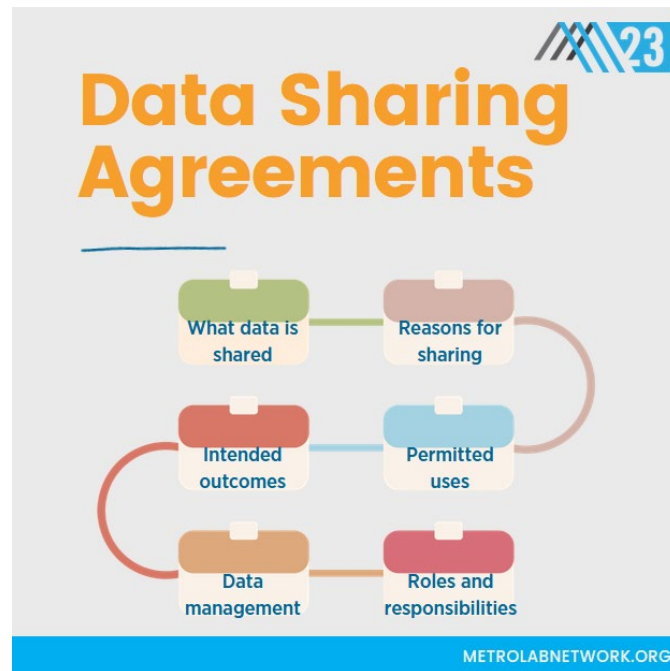 23
Data Sharing
Agreements
What data is
shared
Reasons for
sharing
Permitted
uses
Intended
outcomes
Data
management
Roles and
responsibilities
METROLABNETWORK.ORG